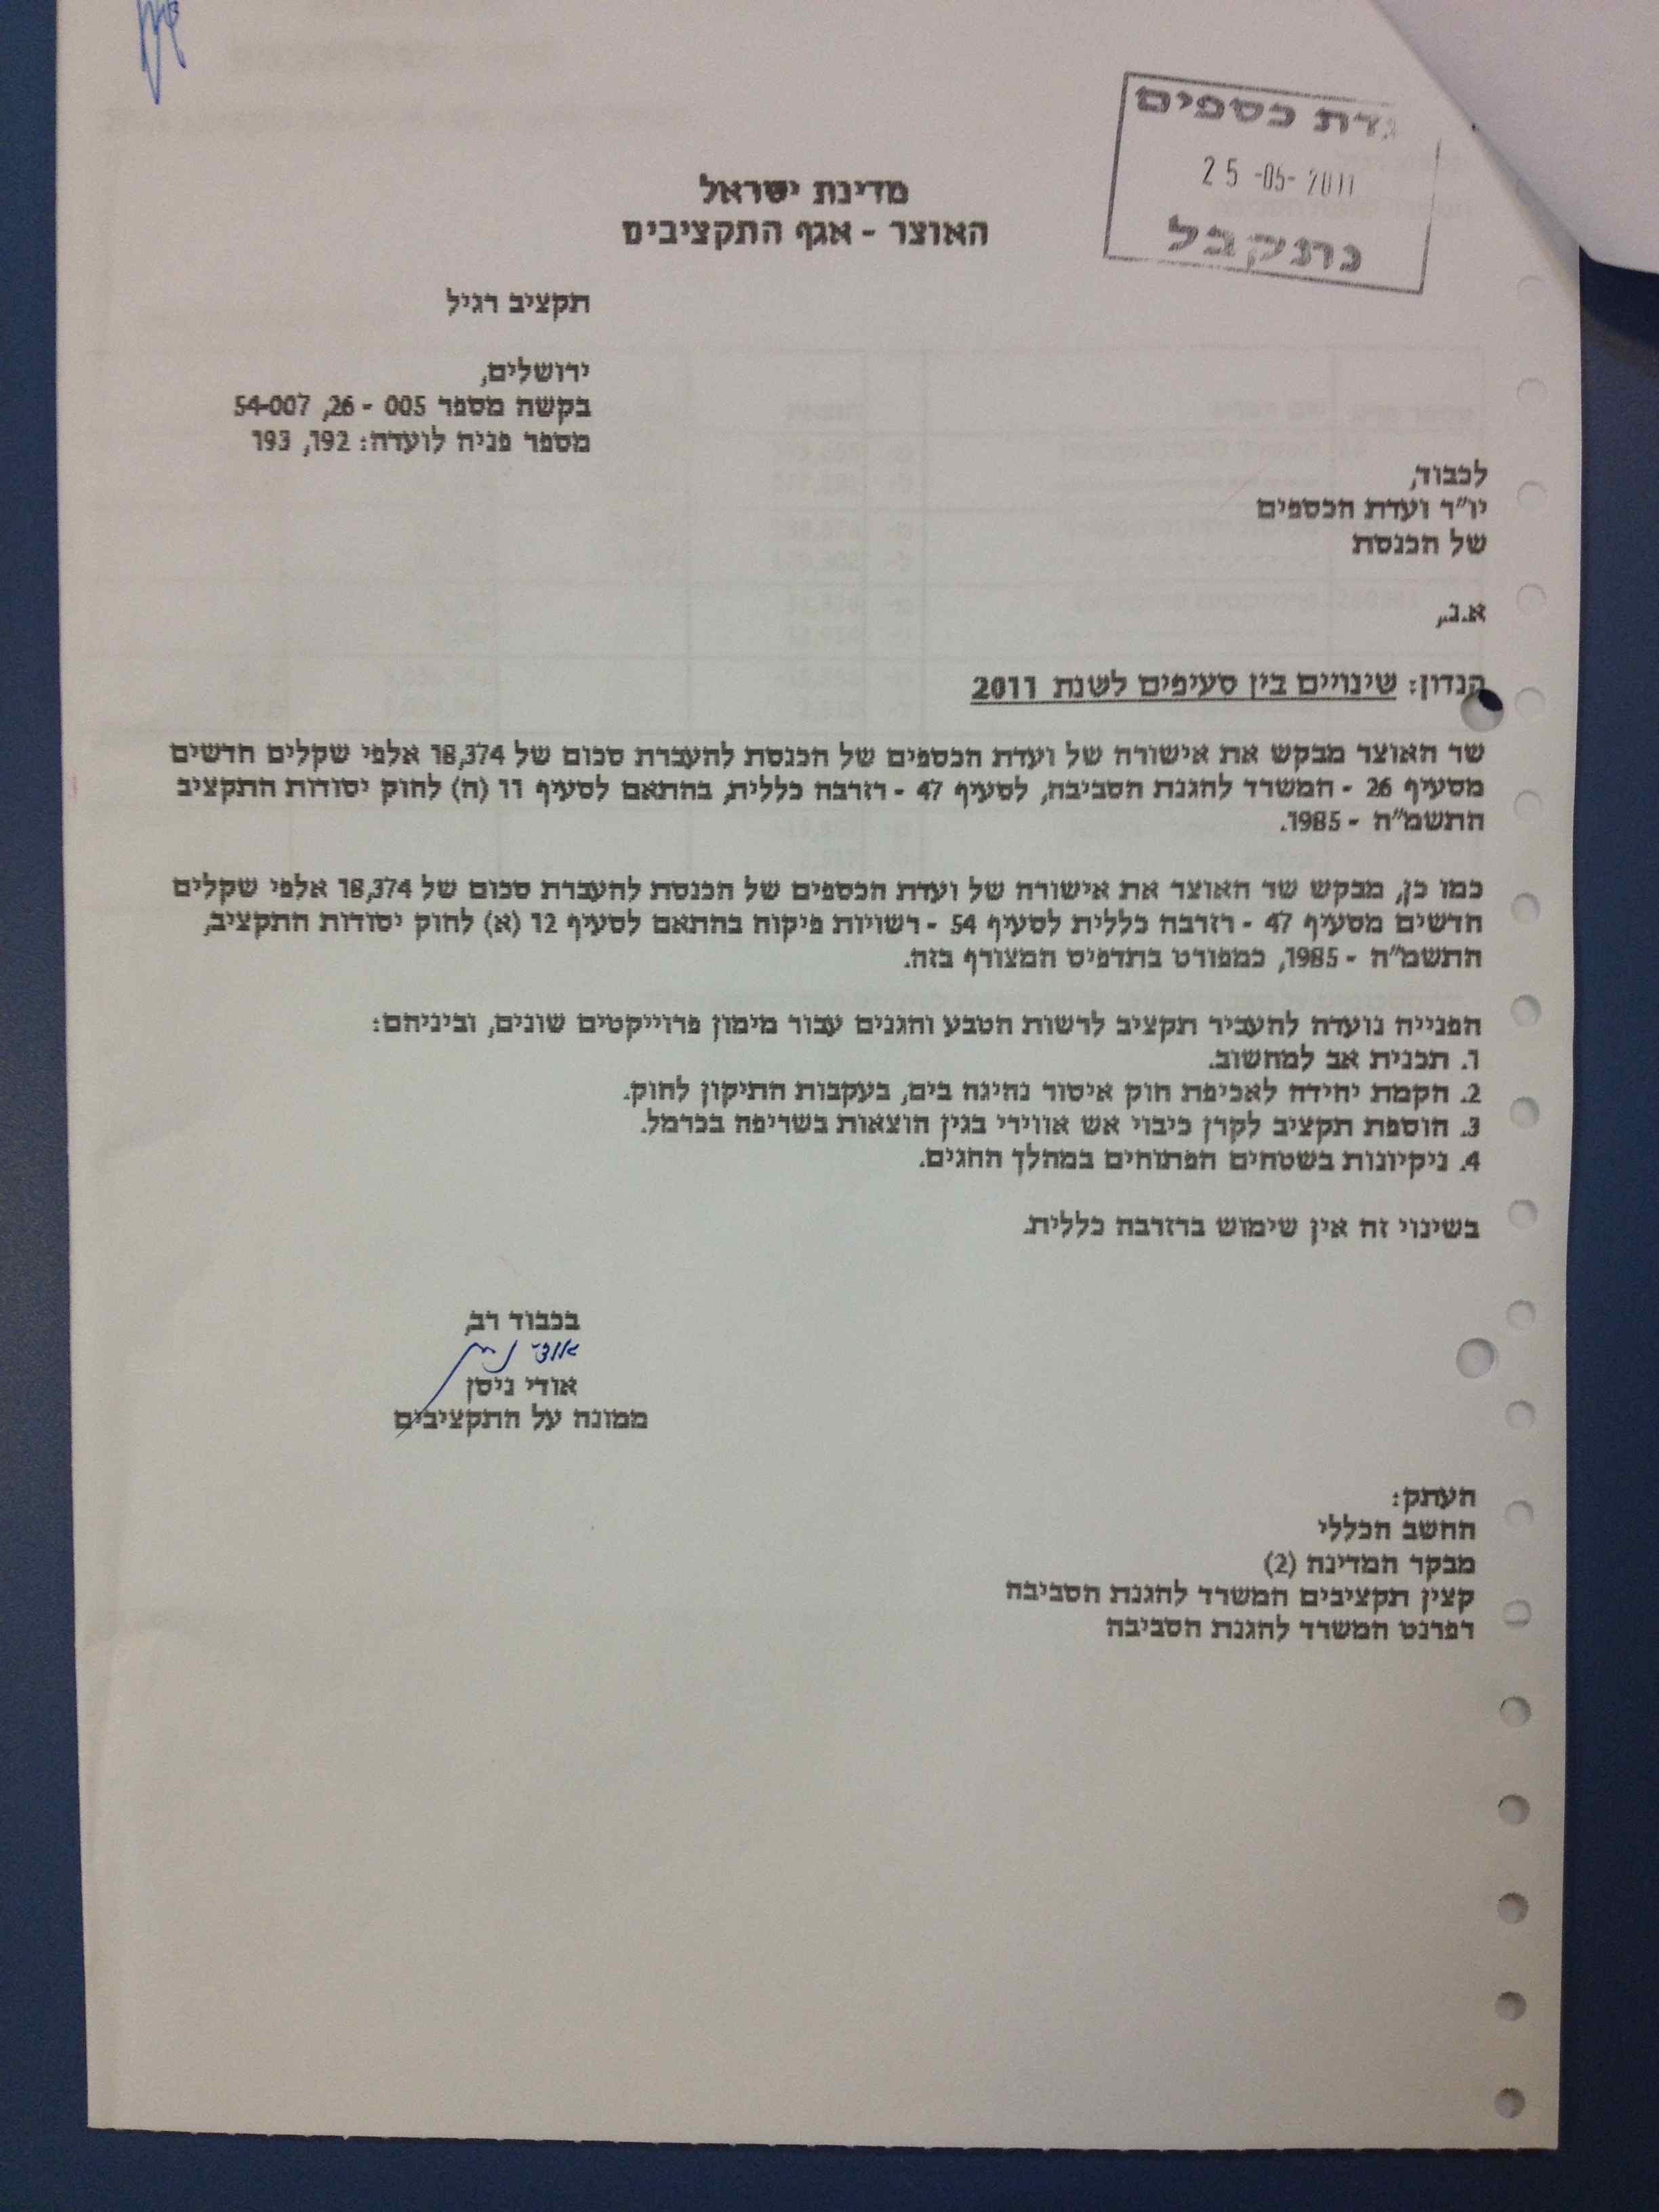 ועדת כספים
25 -05- 2011
נתקבל
מדינת ישראל
האוצר - אגף התקציבים
תקציב רגיל
ירושלים,
בקשה מספר 005 - 26, 54-007
מספר פניה לועדה: 192, 193
לכבוד,
יו"ר ועדת הכספים
של הכנסת
א.נ.,
הנדון: שינויים בין סעיפים לשנת 2011
שר האוצר מבקש את אישורה של ועדת הכספים של הכנסת להעברת סכום של 18,374 אלפי שקלים חדשים
מסעיף 26 - המשרד להגנת הסביבה, לסעיף 47 - רזרבה כללית, בהתאם לסעיף 11 (ה) לחוק יסודות התקציב
התשמ"ה - 1985.
כמו כן, מבקש שר האוצר את אישורה של ועדת הכספים של הכנסת להעברת סכום של 18,374 אלפי שקלים
חדשים מסעיף 47 - רזרבה כללית לסעיף 54 - רשויות פיקוח בהתאם לסעיף 12 (א) לחוק יסודות התקציב,
התשמ"ה - 1985, כמפורט בתדפיס המצורף בזה.
הפנייה נועדה להעביר תקציב לרשות הטבע והגנים עבור מימון פרוייקטים שונים, וביניהם:
1. תכנית אב למחשוב.
2. הקמת יחידה לאכיפת חוק איסור נהיגה בים, בעקבות התיקון לחוק.
3. הוספת תקציב לקרן כיבוי אש אווירי בגין הוצאות בשריפה בכרמל.
4. ניקיונות בשטחים הפתוחים במהלך החגים.
בשינוי זה אין שימוש ברזרבה כללית.
בכבוד רב,
אודי ניסן
אודי ניסן
ממונה על התקציבים
העתק:
החשב הכללי
מבקר המדינה (2)
קצין תקציבים המשרד להגנת הסביבה
רפרנט המשרד להגנת הסביבה